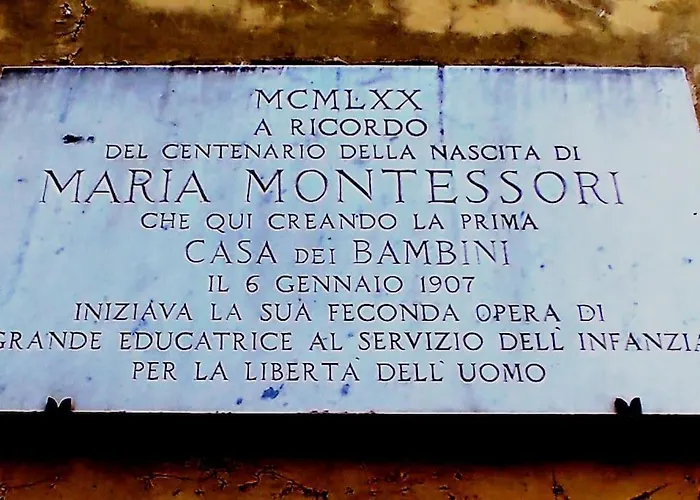 MCMLXX
A RICORDO
DEL CENTENARIO DELLA NASCITA DI
MARIA MONTESSORI
CHE QUI CREANDO LA PRIMA
CASA DEI BAMBINI
IL 6 GENNAIO 1907
INIZIAVA LA SUA FECONDA OPERA DI
GRANDE EDUCATRICE AL SERVIZIO DELL'INFANZIA
PER LA LIBERTA' DELL'UOMO